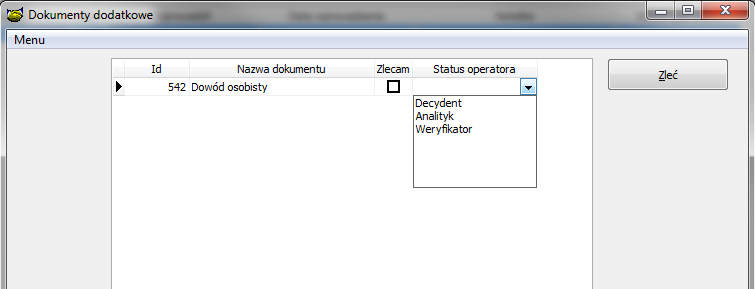 Dokumenty dodatkowe
Menu
Id Nazwa dokumentu Zlecam Status operatora
542 Dowód osobisty
Decydent
Analityk
Weryfikator
Zleć